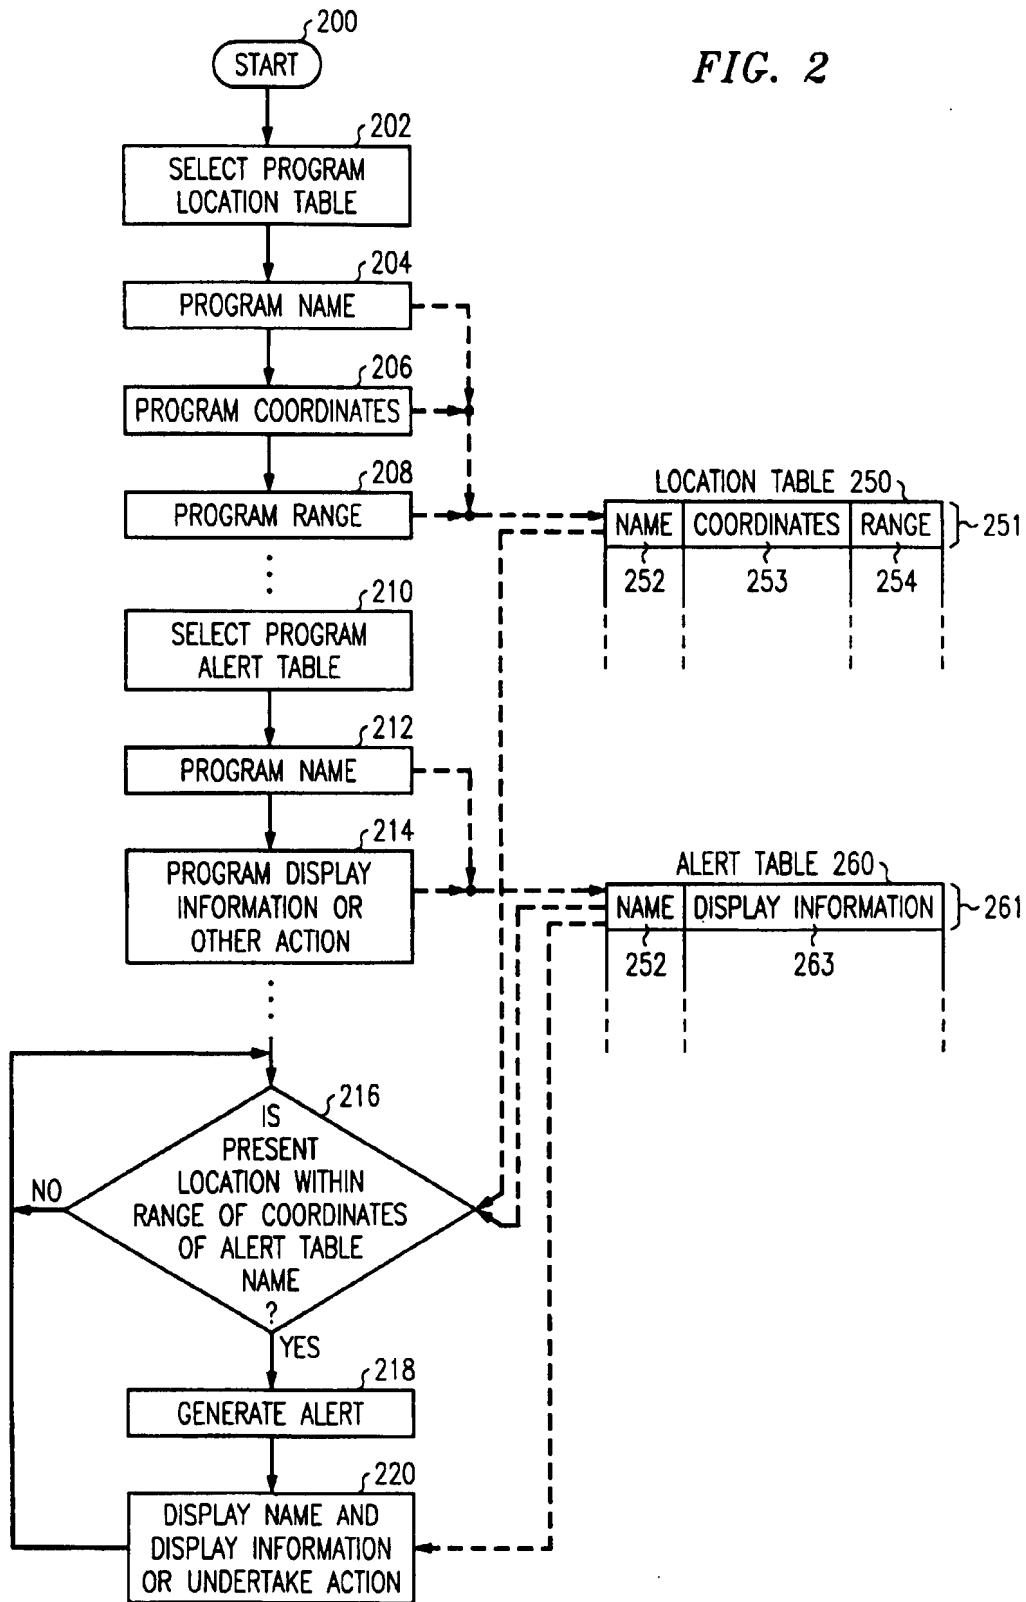 200
START
FIG. 2
202
SELECT PROGRAM
LOCATION TABLE
204
PROGRAM NAME
206
PROGRAM COORDINATES
208
PROGRAM RANGE
LOCATION TABLE 250
NAME COORDINATES RANGE
251
252 253 254
210
SELECT PROGRAM
ALERT TABLE
212
PROGRAM NAME
214
PROGRAM DISPLAY
INFORMATION OR
OTHER ACTION
ALERT TABLE 260
NAME DISPLAY INFORMATION
261
252 263
216
IS
PRESENT
LOCATION WITHIN
RANGE OF COORDINATES
OF ALERT TABLE
NAME
?
NO
YES
218
GENERATE ALERT
220
DISPLAY NAME AND
DISPLAY INFORMATION
OR UNDERTAKE ACTION